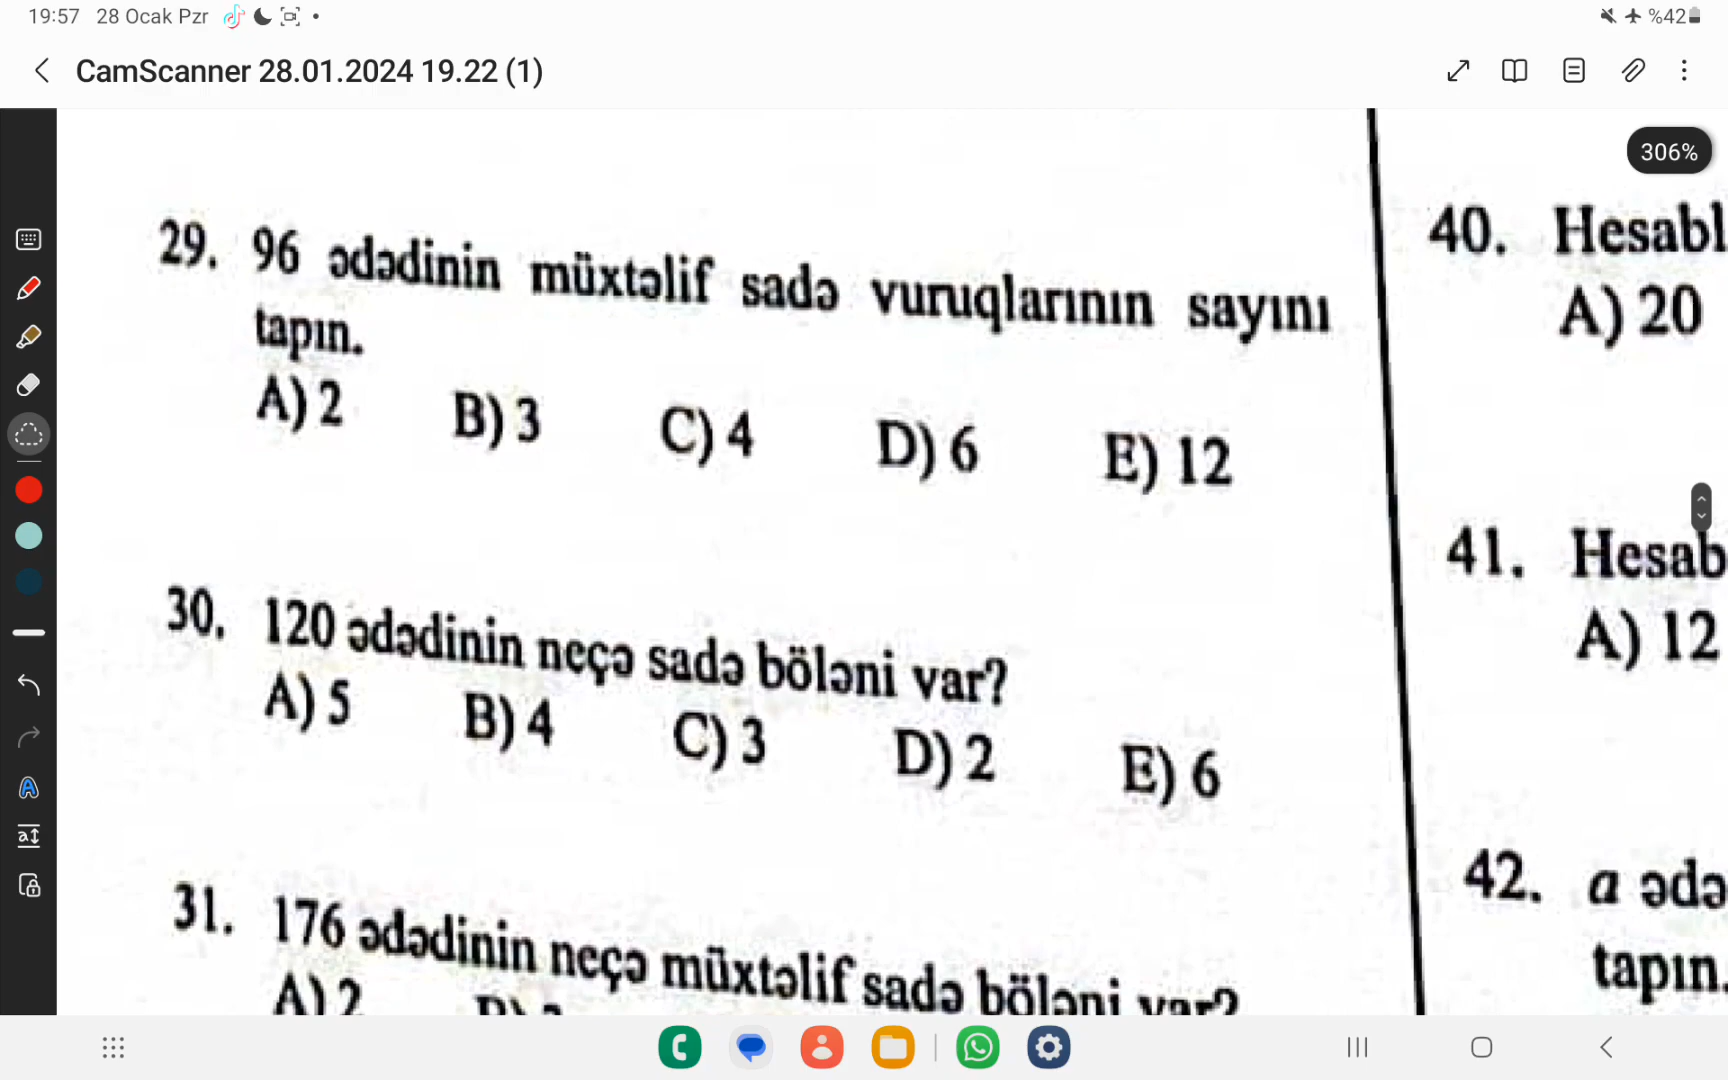 19:57 28 Ocak Pzr
%42
CamScanner 28.01.2024 19.22 (1)
306%
29. 96 ədədinin müxtəlif sadə vuruqlarının sayını
tapın.
A) 2 B) 3 C) 4 D) 6 E) 12
30. 120 ədədinin neçə sadə böləni var?
A) 5 B) 4 C) 3 D) 2 E) 6
31. 176 ədədinin neçə müxtəlif sadə böləni var?
A) 2
40. Hesabl
A) 20
41. Hesab
A) 12
42. a ədə
tapın.